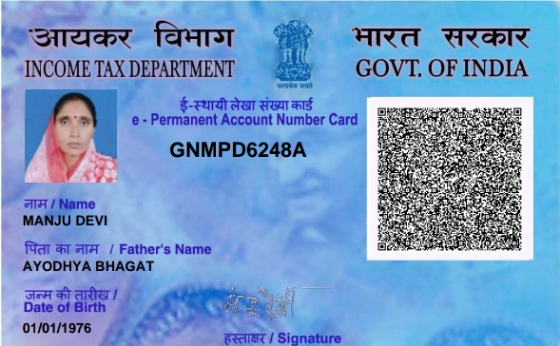 आयकर विभाग
INCOME TAX DEPARTMENT
सत्यमेव जयते
भारत सरकार
GOVT. OF INDIA
ई-स्थायी लेखा संख्या कार्ड
e - Permanent Account Number Card
GNMPD6248A
नाम / Name
MANJU DEVI
पिता का नाम / Father's Name
AYODHYA BHAGAT
जन्म की तारीख /
Date of Birth
01/01/1976
मंजू देवी
हस्ताक्षर / Signature